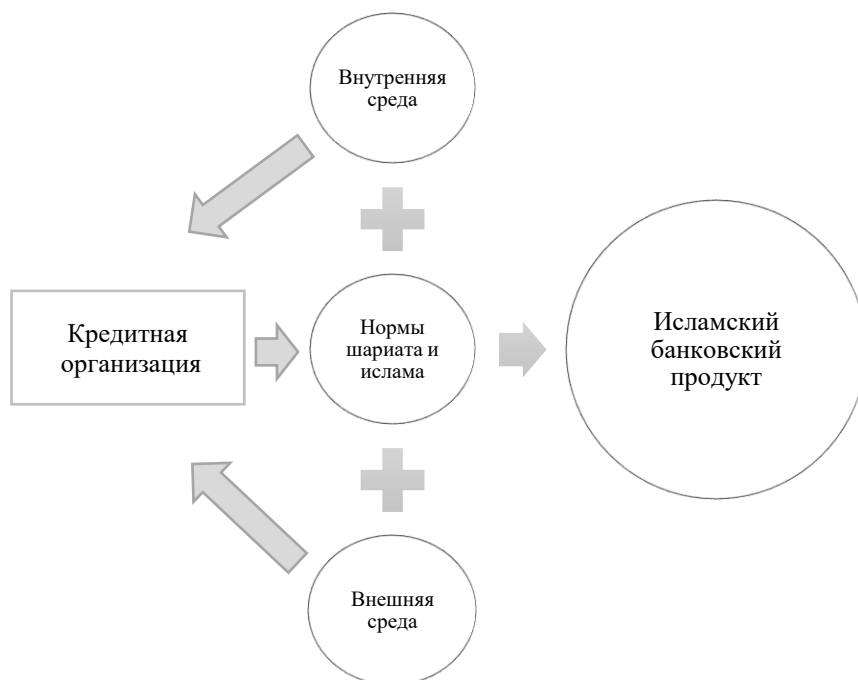 Внутренняя
среда
Кредитная
организация
Нормы
шариата и
ислама
Исламский
банковский
продукт
Внешняя
среда